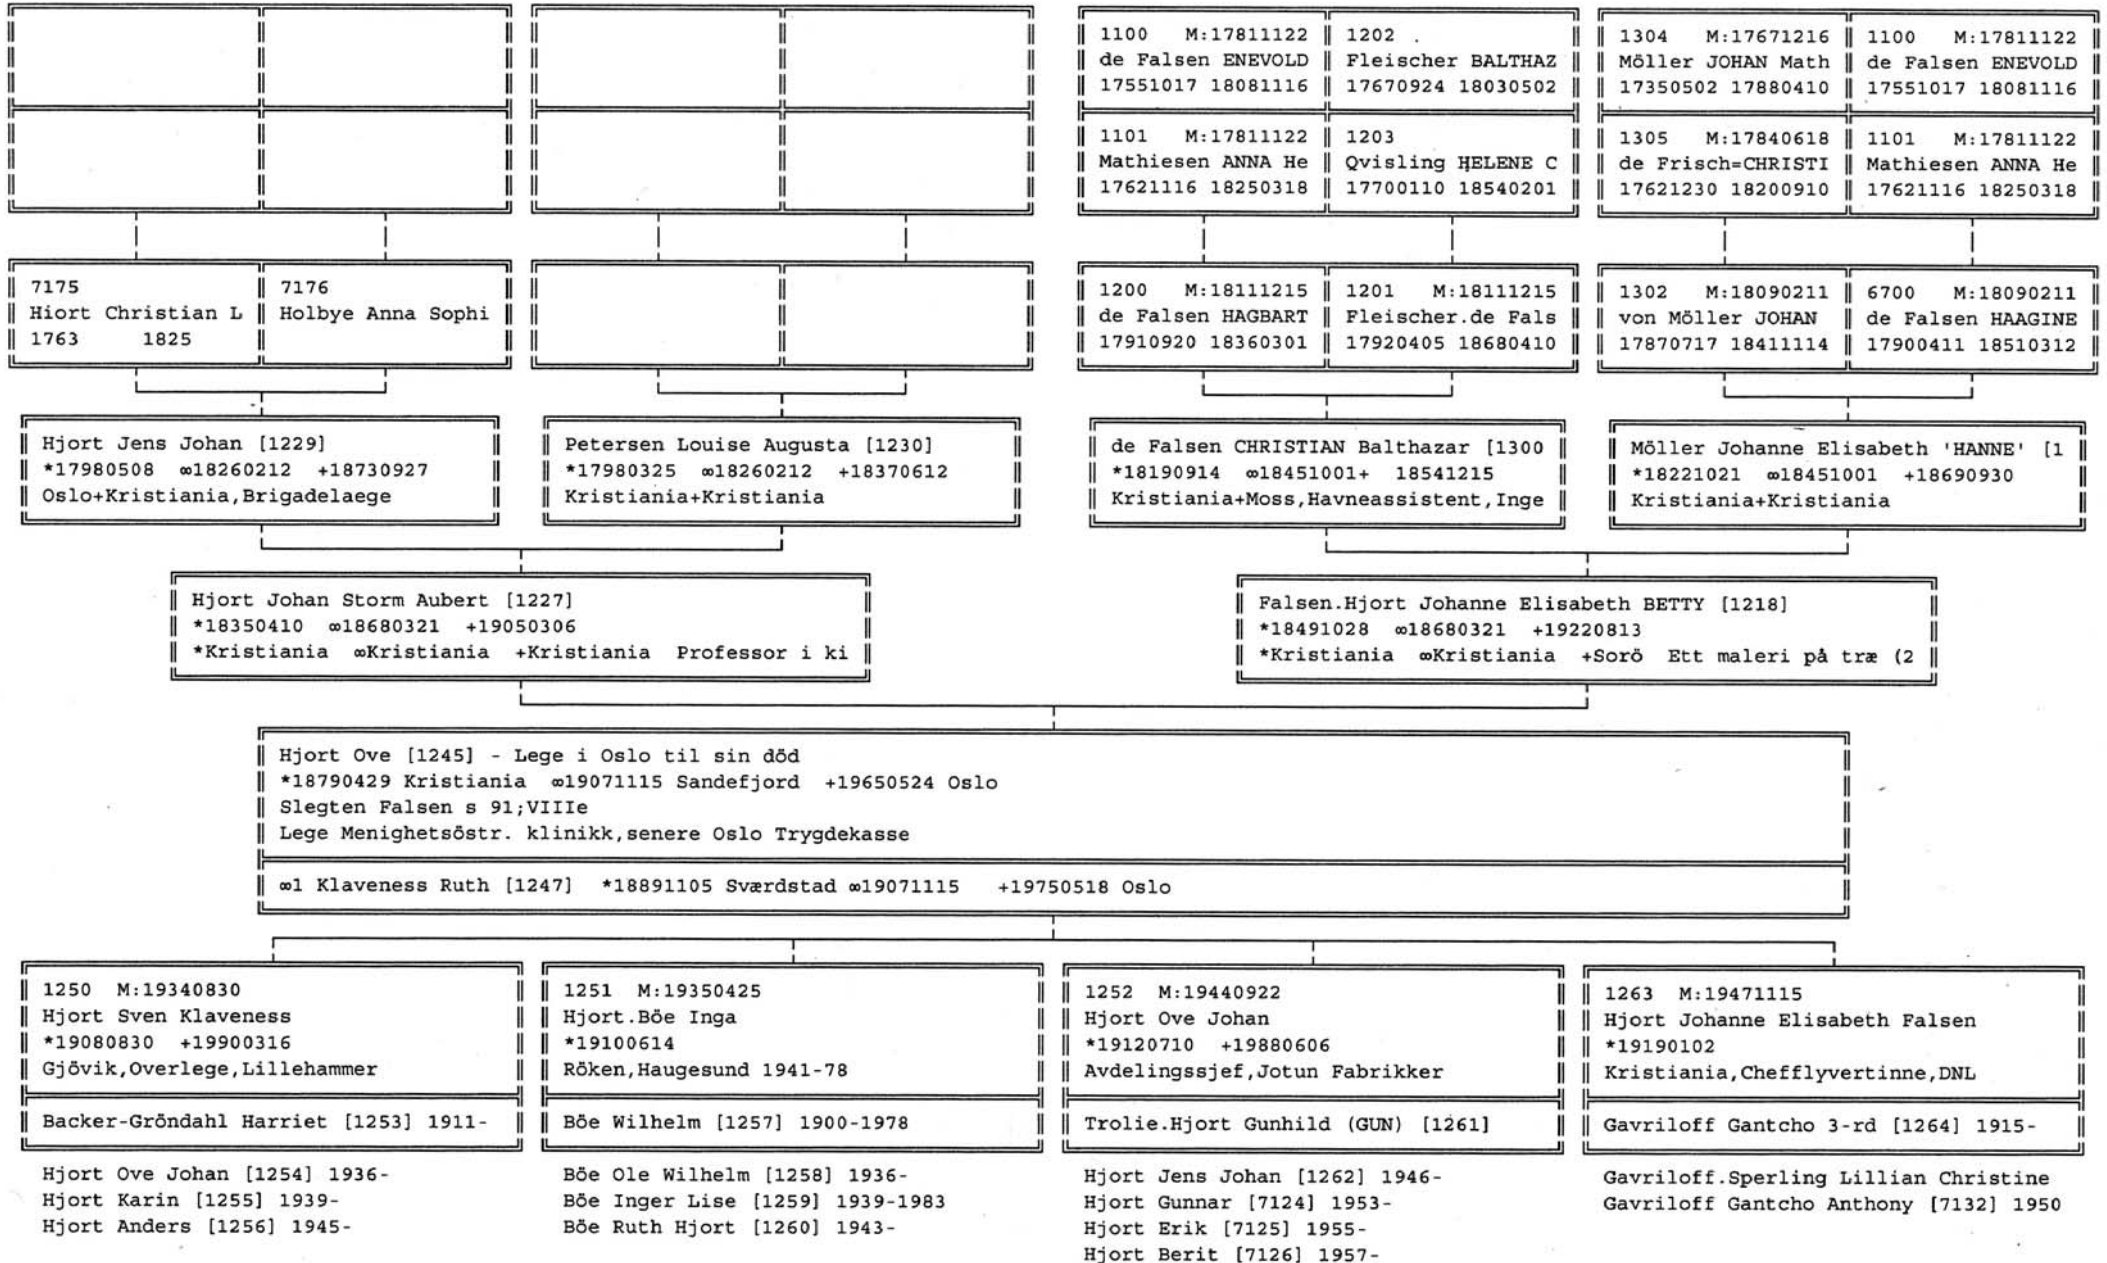 1100 M:17811122
de Falsen ENEVOLD
17551017 18081116
1202
Fleischer BALTHAZ
17670924 18030502
1304 M:17671216
Möller JOHAN Math
17350502 17880410
1100 M:17811122
de Falsen ENEVOLD
17551017 18081116
1101 M:17811122
Mathiesen ANNA He
17621116 18250318
1203
Qvisling HELENE C
17700110 18540201
1305 M:17840618
de Frisch=CHRISTI
17621230 18200910
1101 M:17811122
Mathiesen ANNA He
17621116 18250318
7175
Hiort Christian L
1763 1825
7176
Holbye Anna Sophi
1200 M:18111215
de Falsen HAGBART
17910920 18360301
1201 M:18111215
Fleischer.de Fals
17920405 18680410
1302 M:18090211
von Möller JOHAN
17870717 18411114
6700 M:18090211
de Falsen HAAGINE
17900411 18510312
Hjort Jens Johan [1229]
*17980508 ∞18260212 +18730927
Oslo+Kristiania,Brigadelaege
Petersen Louise Augusta [1230]
*17980325 ∞18260212 +18370612
Kristiania+Kristiania
de Falsen CHRISTIAN Balthazar [1300
*18190914 ∞18451001+ 18541215
Kristiania+Moss,Havneassistent,Inge
Möller Johanne Elisabeth 'HANNE' [1
*18221021 ∞18451001 +18690930
Kristiania+Kristiania
Hjort Johan Storm Aubert [1227]
*18350410 ∞18680321 +19050306
*Kristiania ∞Kristiania +Kristiania Professor i ki
Falsen.Hjort Johanne Elisabeth BETTY [1218]
*18491028 ∞18680321 +19220813
*Kristiania ∞Kristiania +Sorö Ett maleri på træ (2
Hjort Ove [1245] - Lege i Oslo til sin död
*18790429 Kristiania ∞19071115 Sandefjord +19650524 Oslo
Slegten Falsen s 91;VIIIe
Lege Menighetsöstr. klinikk,senere Oslo Trygdekasse
∞1 Klaveness Ruth [1247] *18891105 Sværdstad ∞19071115 +19750518 Oslo
1250 M:19340830
Hjort Sven Klaveness
*19080830 +19900316
Gjövik,Overlege,Lillehammer
Backer-Gröndahl Harriet [1253] 1911-
Hjort Ove Johan [1254] 1936-
Hjort Karin [1255] 1939-
Hjort Anders [1256] 1945-
1251 M:19350425
Hjort.Böe Inga
*19100614
Röken,Haugesund 1941-78
Böe Wilhelm [1257] 1900-1978
Böe Ole Wilhelm [1258] 1936-
Böe Inger Lise [1259] 1939-1983
Böe Ruth Hjort [1260] 1943-
1252 M:19440922
Hjort Ove Johan
*19120710 +19880606
Avdelingssjef,Jotun Fabrikker
Trolie.Hjort Gunhild (GUN) [1261]
Hjort Jens Johan [1262] 1946-
Hjort Gunnar [7124] 1953-
Hjort Erik [7125] 1955-
Hjort Berit [7126] 1957-
1263 M:19471115
Hjort Johanne Elisabeth Falsen
*19190102
Kristiania,Chefflyvertinne,DNL
Gavriloff Gantcho 3-rd [1264] 1915-
Gavriloff.Sperling Lillian Christine
Gavriloff Gantcho Anthony [7132] 1950